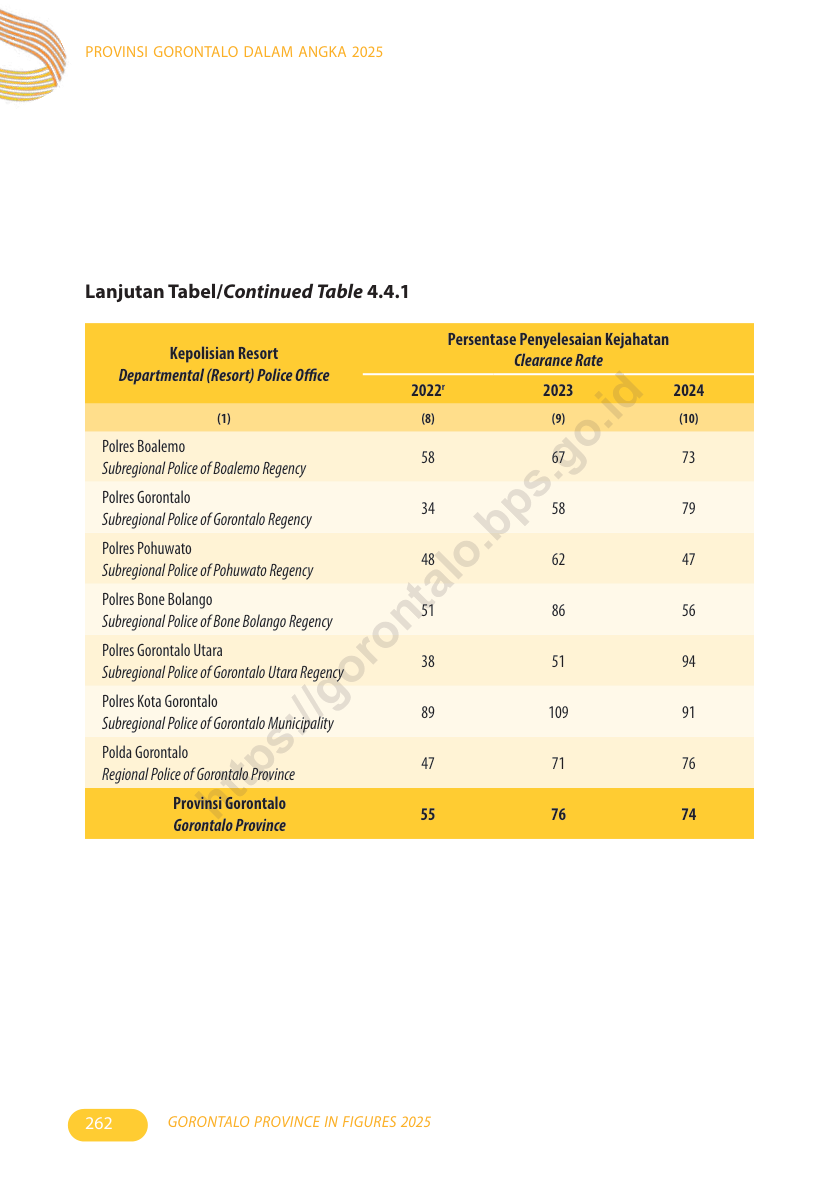 PROVINSI GORONTALO DALAM ANGKA 2025
Lanjutan Tabel/Continued Table 4.4.1
Kepolisian Resort
Departmental (Resort) Police Office
Persentase Penyelesaian Kejahatan
Clearance Rate
2022r 2023 2024
(1) (8) (9) (10)
Polres Boalemo
Subregional Police of Boalemo Regency
58 67 73
Polres Gorontalo
Subregional Police of Gorontalo Regency
34 58 79
Polres Pohuwato
Subregional Police of Pohuwato Regency
48 62 47
Polres Bone Bolango
Subregional Police of Bone Bolango Regency
51 86 56
Polres Gorontalo Utara
Subregional Police of Gorontalo Utara Regency
38 51 94
Polres Kota Gorontalo
Subregional Police of Gorontalo Municipality
89 109 91
Polda Gorontalo
Regional Police of Gorontalo Province
47 71 76
Provinsi Gorontalo
Gorontalo Province
55 76 74
https://gorontalo.bps.go.id
262 GORONTALO PROVINCE IN FIGURES 2025